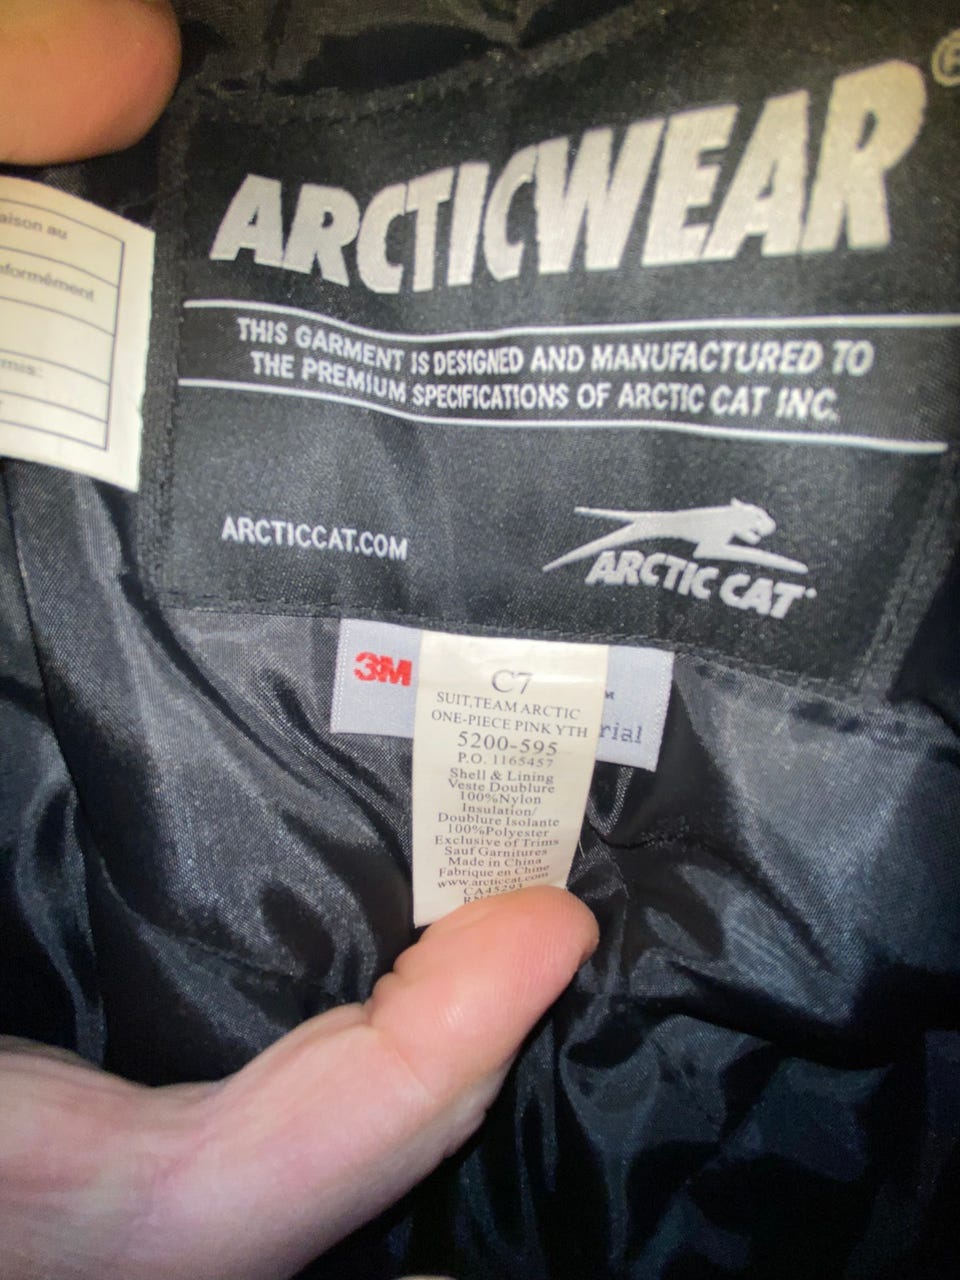 ARCTICWEAR®
THIS GARMENT IS DESIGNED AND MANUFACTURED TO
THE PREMIUM SPECIFICATIONS OF ARCTIC CAT INC.
ARCTICCAT.COM
ARCTIC CAT
aison au
nformément
mis:
3M
C7
SUIT,TEAM ARCTIC
ONE-PIECE PINK YTH
5200-595
P.O. 1165457
Shell & Lining
Veste Doublure
100%Nylon
Insulation/
Doublure Isolante
100%Polyester
Exclusive of Trims
Sauf Garnitures
Made in China
Fabrique en Chine
www.arcticcat.com
CA45293